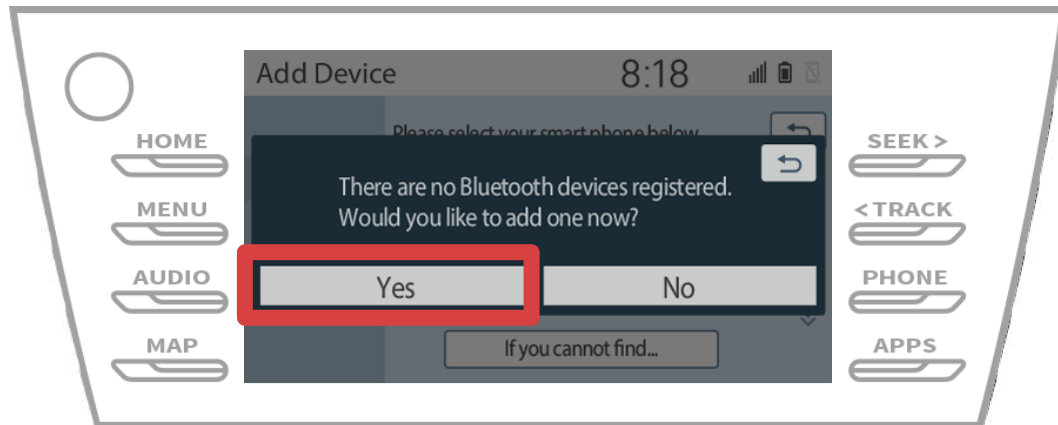 Add Device
8:18
HOME
Please select your smart phone below
SEEK >
There are no Bluetooth devices registered.
Would you like to add one now?
MENU
< TRACK
AUDIO
Yes
No
PHONE
MAP
If you cannot find...
APPS